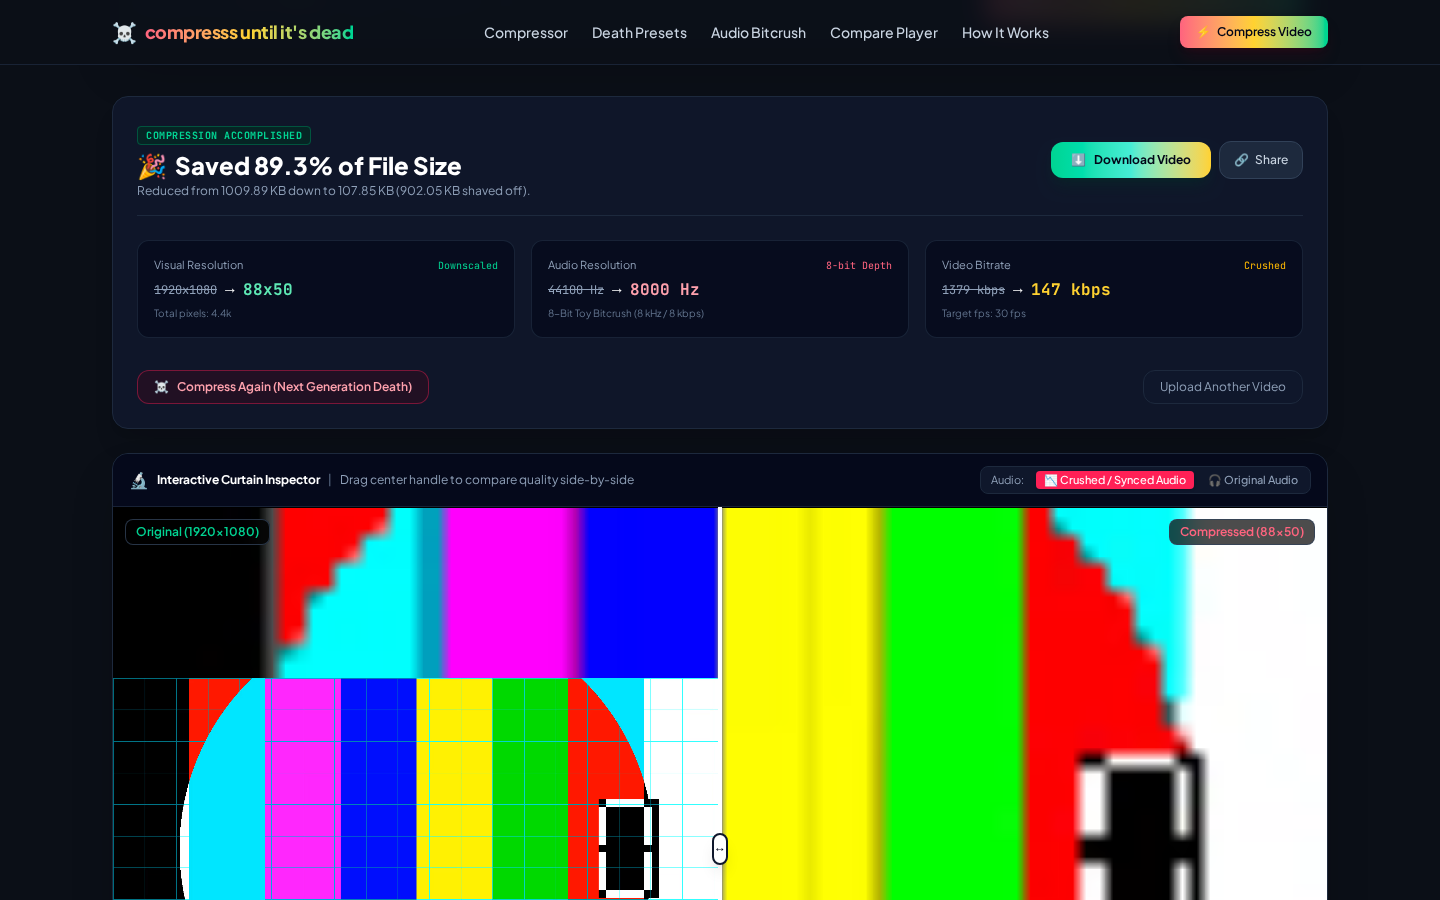 ☠️ compresss until it's dead
Compressor
Death Presets
Audio Bitcrush
Compare Player
How It Works
⚡ Compress Video
COMPRESSION ACCOMPLISHED
🎉 Saved 89.3% of File Size
Reduced from 1009.89 KB down to 107.85 KB (902.05 KB shaved off).
⬇️ Download Video
🔗 Share
Visual Resolution
Downscaled
1920x1080 → 88x50
Total pixels: 4.4k
Audio Resolution
8-bit Depth
44100 Hz → 8000 Hz
8-Bit Toy Bitcrush (8 kHz / 8 kbps)
Video Bitrate
Crushed
1379 kbps → 147 kbps
Target fps: 30 fps
☠️ Compress Again (Next Generation Death)
Upload Another Video
🔬 Interactive Curtain Inspector | Drag center handle to compare quality side-by-side
Audio:
📉 Crushed / Synced Audio
🎧 Original Audio
Original (1920×1080)
Compressed (88×50)
↔